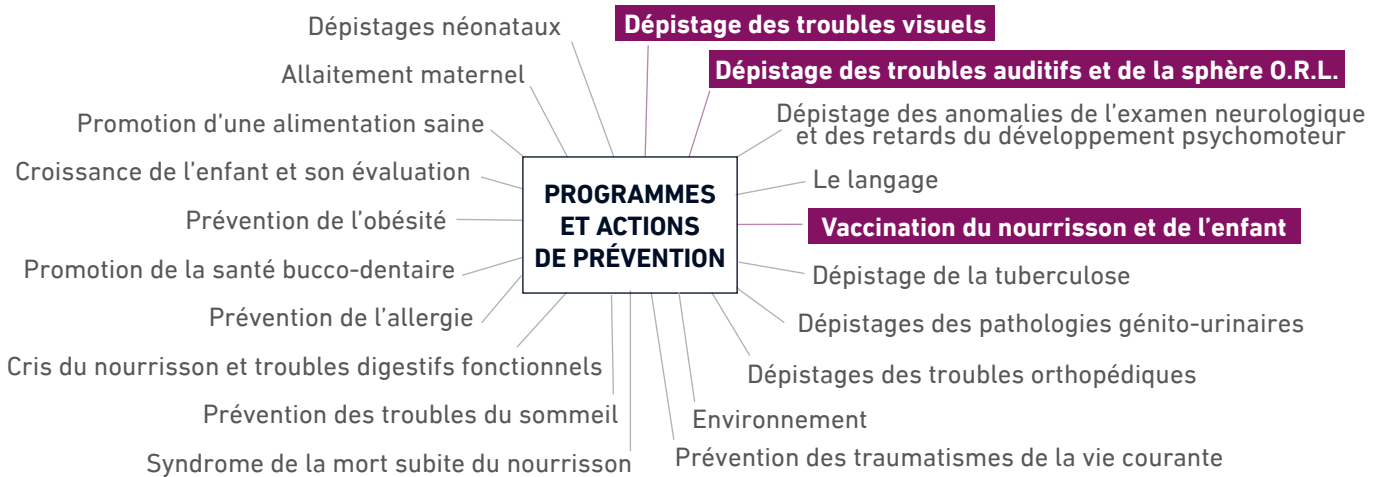 Dépistages néonataux
Dépistage des troubles visuels
Allaitement maternel
Dépistage des troubles auditifs et de la sphère O.R.L.
Promotion d’une alimentation saine
Dépistage des anomalies de l’examen neurologique
et des retards du développement psychomoteur
Croissance de l’enfant et son évaluation
Le langage
PROGRAMMES
ET ACTIONS
DE PRÉVENTION
Prévention de l’obésité
Vaccination du nourrisson et de l’enfant
Promotion de la santé bucco-dentaire
Dépistage de la tuberculose
Prévention de l’allergie
Dépistages des pathologies génito-urinaires
Cris du nourrisson et troubles digestifs fonctionnels
Dépistages des troubles orthopédiques
Prévention des troubles du sommeil
Environnement
Syndrome de la mort subite du nourrisson
Prévention des traumatismes de la vie courante